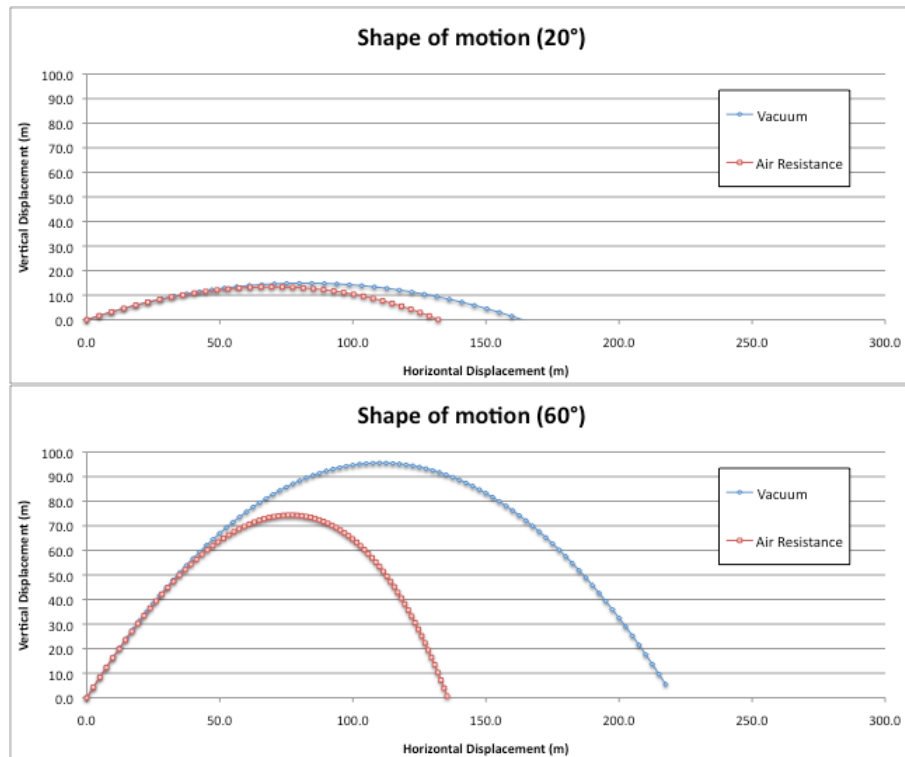 Shape of motion (20°)
100.0
90.0
80.0
70.0
60.0
50.0
40.0
30.0
20.0
10.0
0.0
Vertical Displacement (m)
Vacuum
Air Resistance
0.0 50.0 100.0 150.0 200.0 250.0 300.0
Horizontal Displacement (m)
Shape of motion (60°)
100.0
90.0
80.0
70.0
60.0
50.0
40.0
30.0
20.0
10.0
0.0
Vertical Displacement (m)
Vacuum
Air Resistance
0.0 50.0 100.0 150.0 200.0 250.0 300.0
Horizontal Displacement (m)